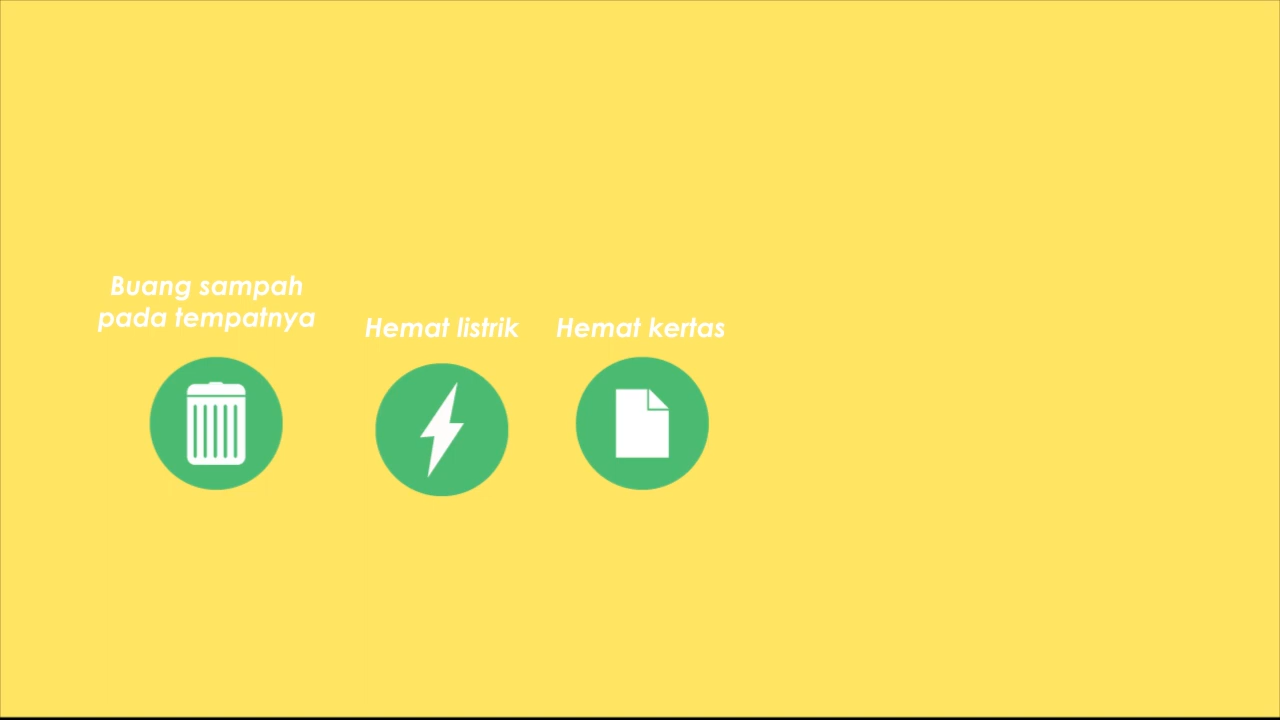 Buang sampah
pada tempatnya
Hemat listrik
Hemat kertas